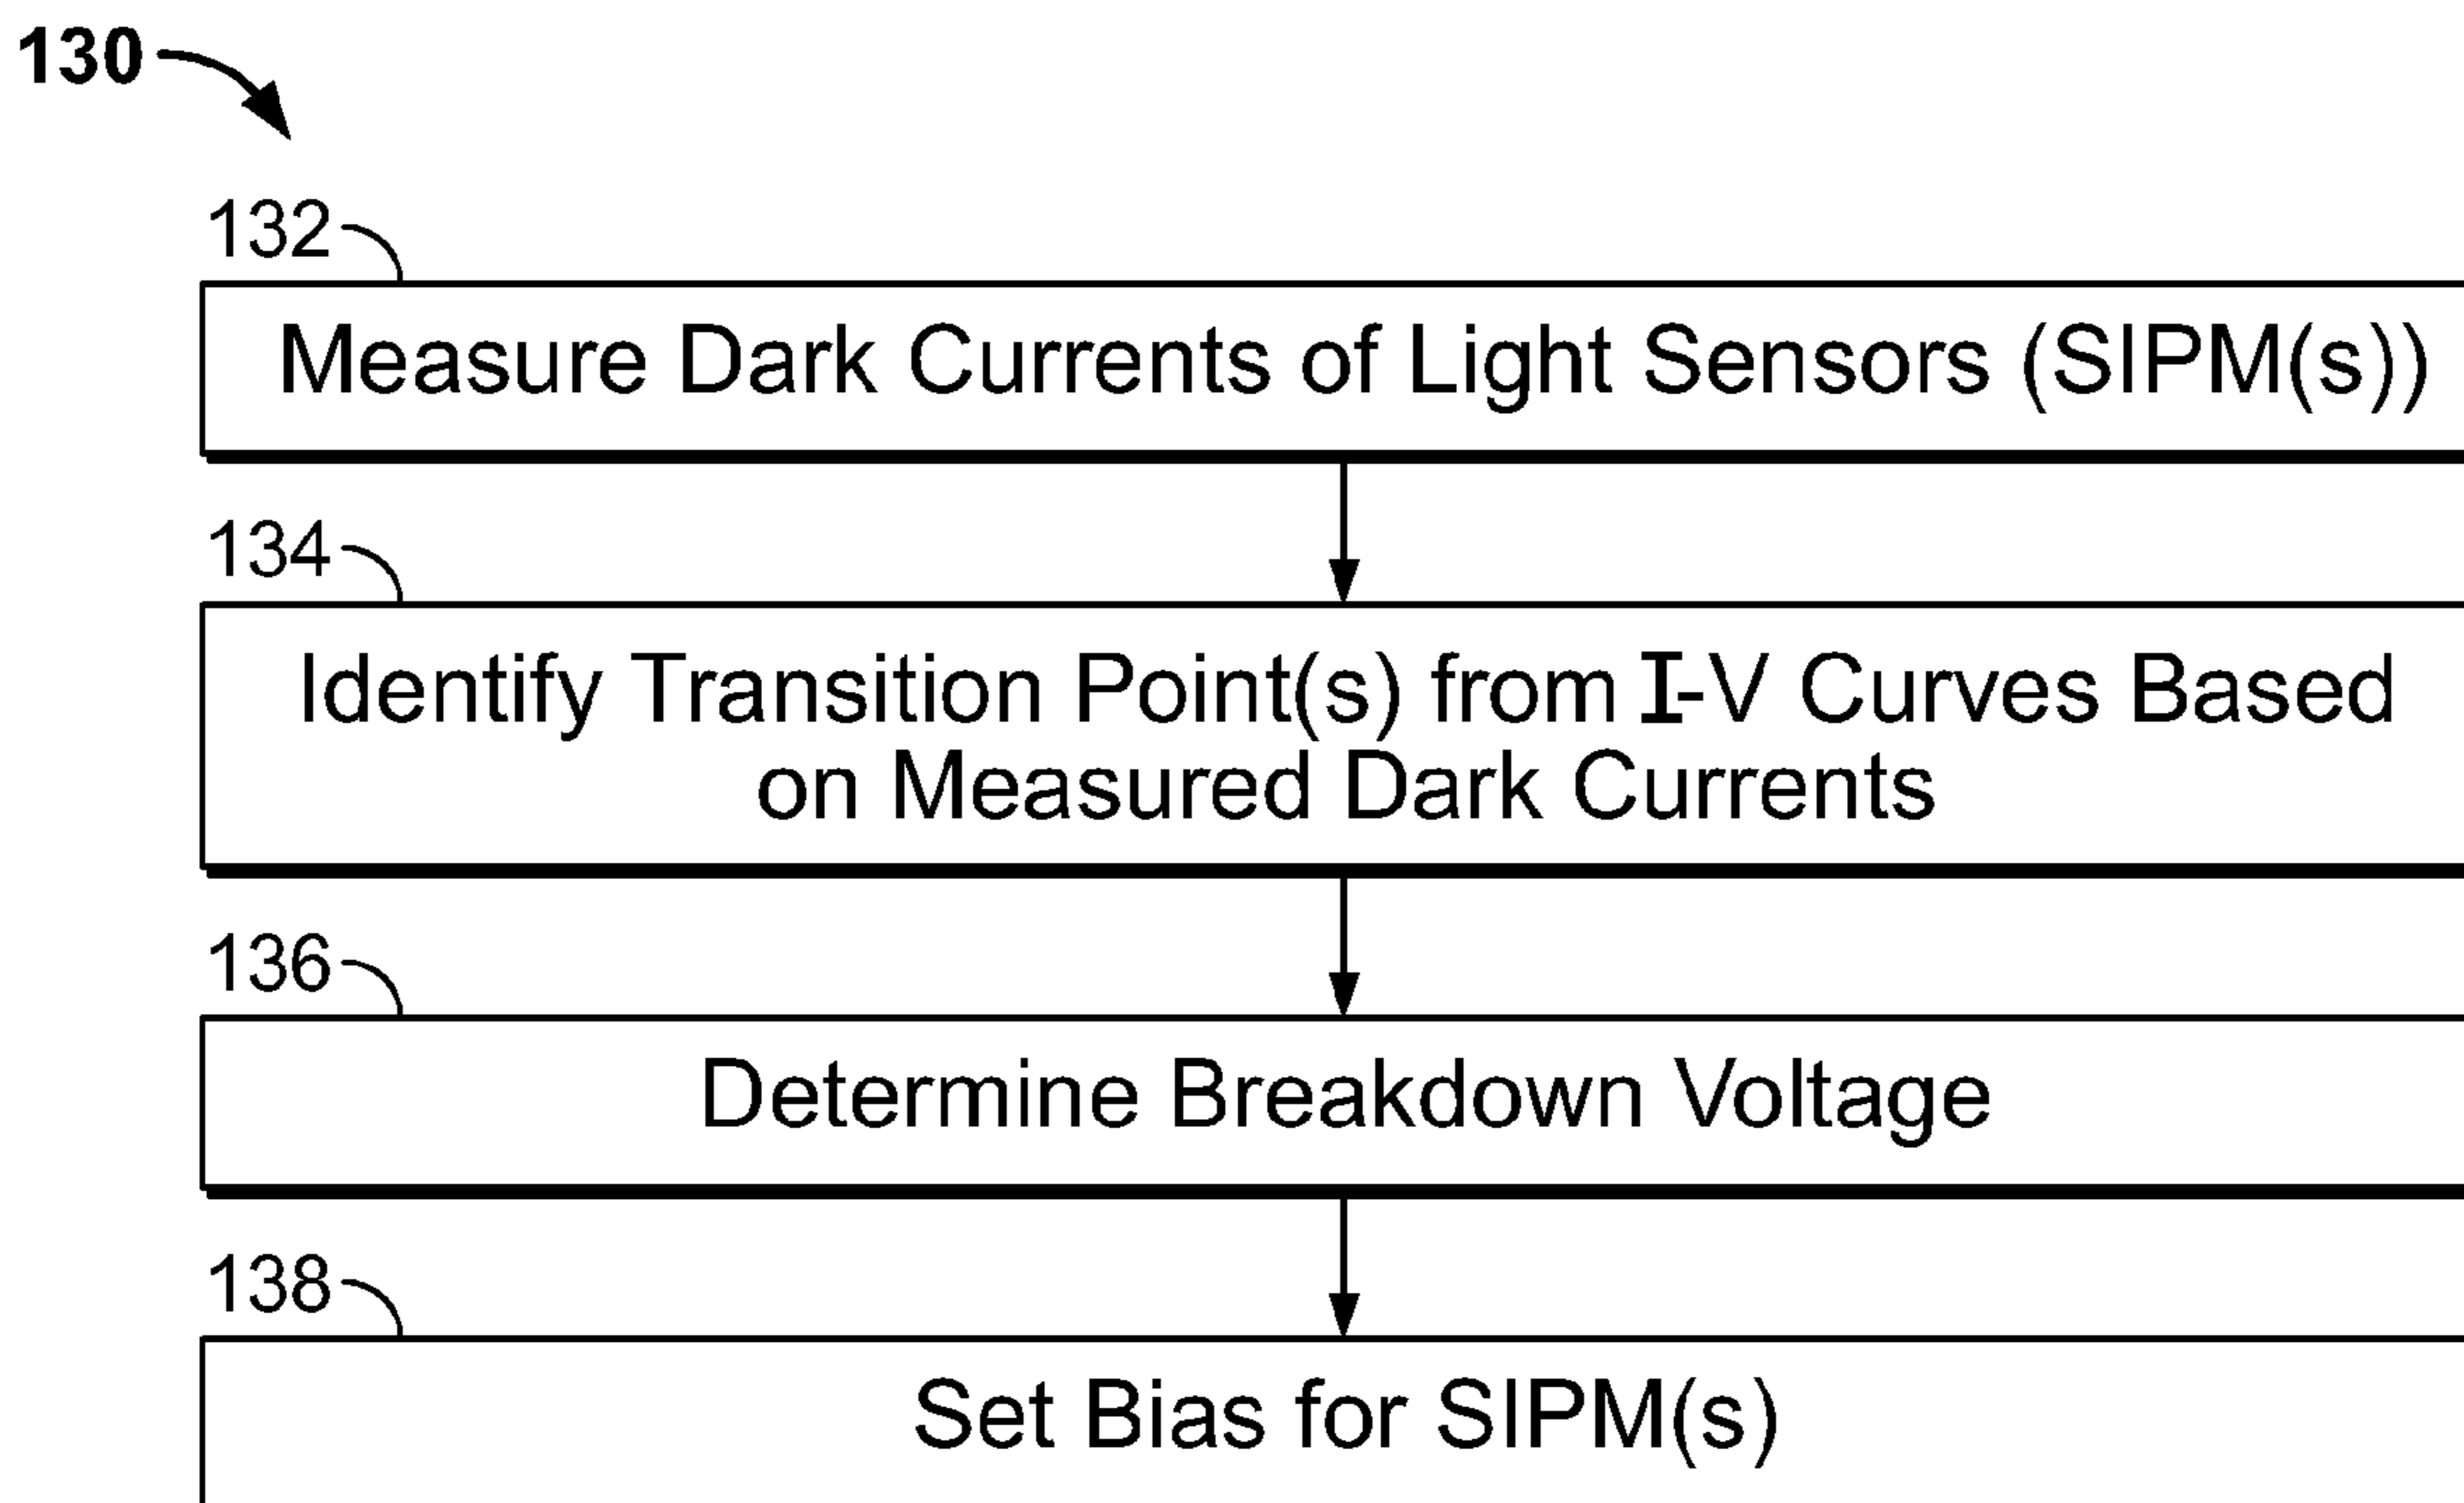 130
132
Measure Dark Currents of Light Sensors (SIPM(s))
134
Identify Transition Point(s) from I-V Curves Based
on Measured Dark Currents
136
Determine Breakdown Voltage
138
Set Bias for SIPM(s)